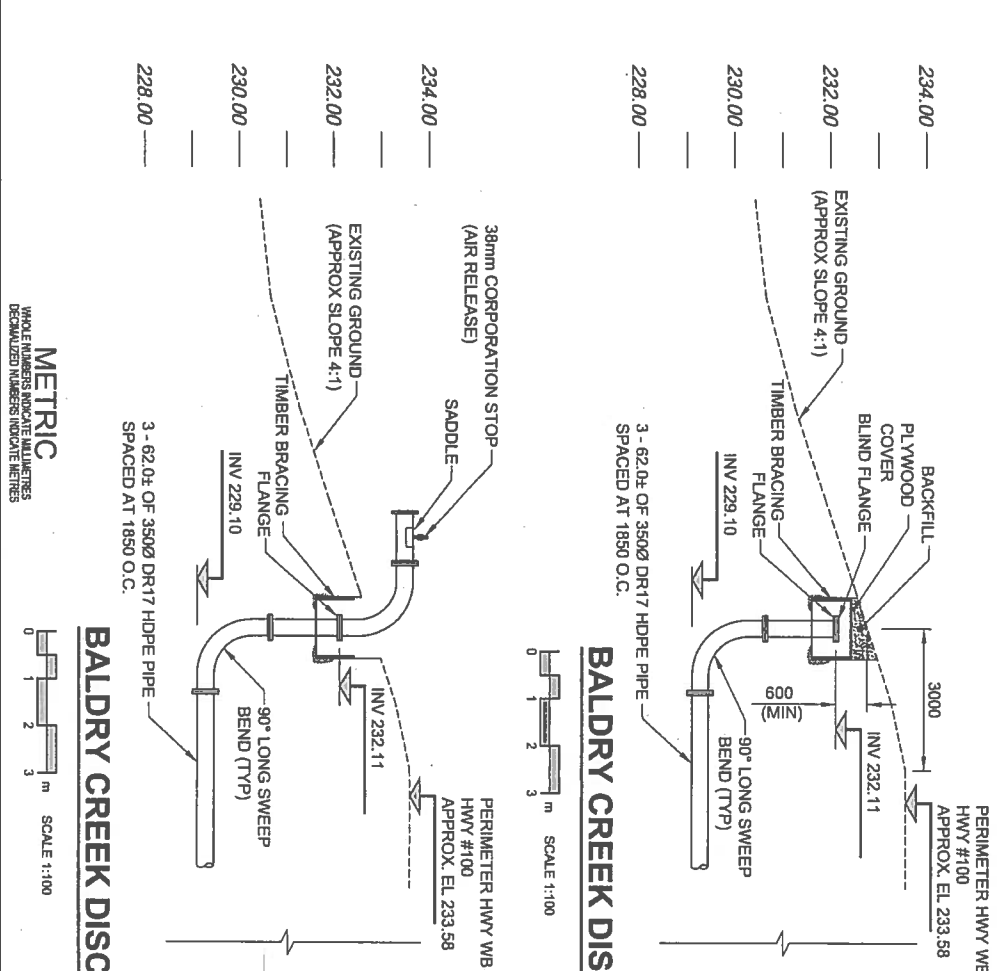 234.00
232.00
230.00
228.00
EXISTING GROUND
(APPROX SLOPE 4:1)
BACKFILL
PLYWOOD
COVER
BLIND FLANGE
TIMBER BRACING
FLANGE
INV 229.10
3 - 62.0± OF 350Ø DR17 HDPE PIPE
SPACED AT 1850 O.C.
3000
600
(MIN)
INV 232.11
90° LONG SWEEP
BEND (TYP)
PERIMETER HWY WB
HWY #100
APPROX. EL 233.58
BALDRY CREEK DIS
0 1 2 3 m SCALE 1:100
234.00
232.00
230.00
228.00
38mm CORPORATION STOP
(AIR RELEASE)
SADDLE
EXISTING GROUND
(APPROX SLOPE 4:1)
TIMBER BRACING
FLANGE
INV 229.10
3 - 62.0± OF 350Ø DR17 HDPE PIPE
SPACED AT 1850 O.C.
INV 232.11
90° LONG SWEEP
BEND (TYP)
PERIMETER HWY WB
HWY #100
APPROX. EL 233.58
BALDRY CREEK DISC
0 1 2 3 m SCALE 1:100
METRIC
WHOLE NUMBERS INDICATE MILLIMETRES
DECIMALIZED NUMBERS INDICATE METRES